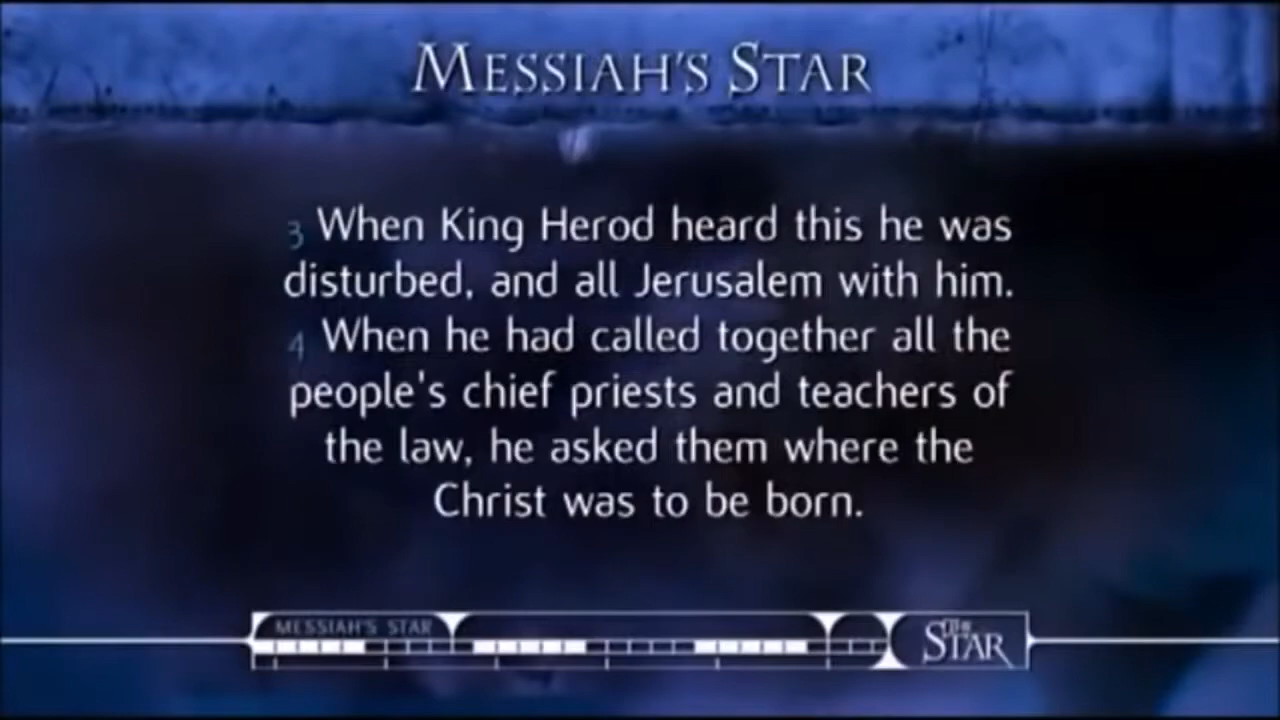 MESSIAH'S STAR
3 When King Herod heard this he was
disturbed, and all Jerusalem with him.
4 When he had called together all the
people's chief priests and teachers of
the law, he asked them where the
Christ was to be born.
MESSIAH'S STAR
THE
STAR